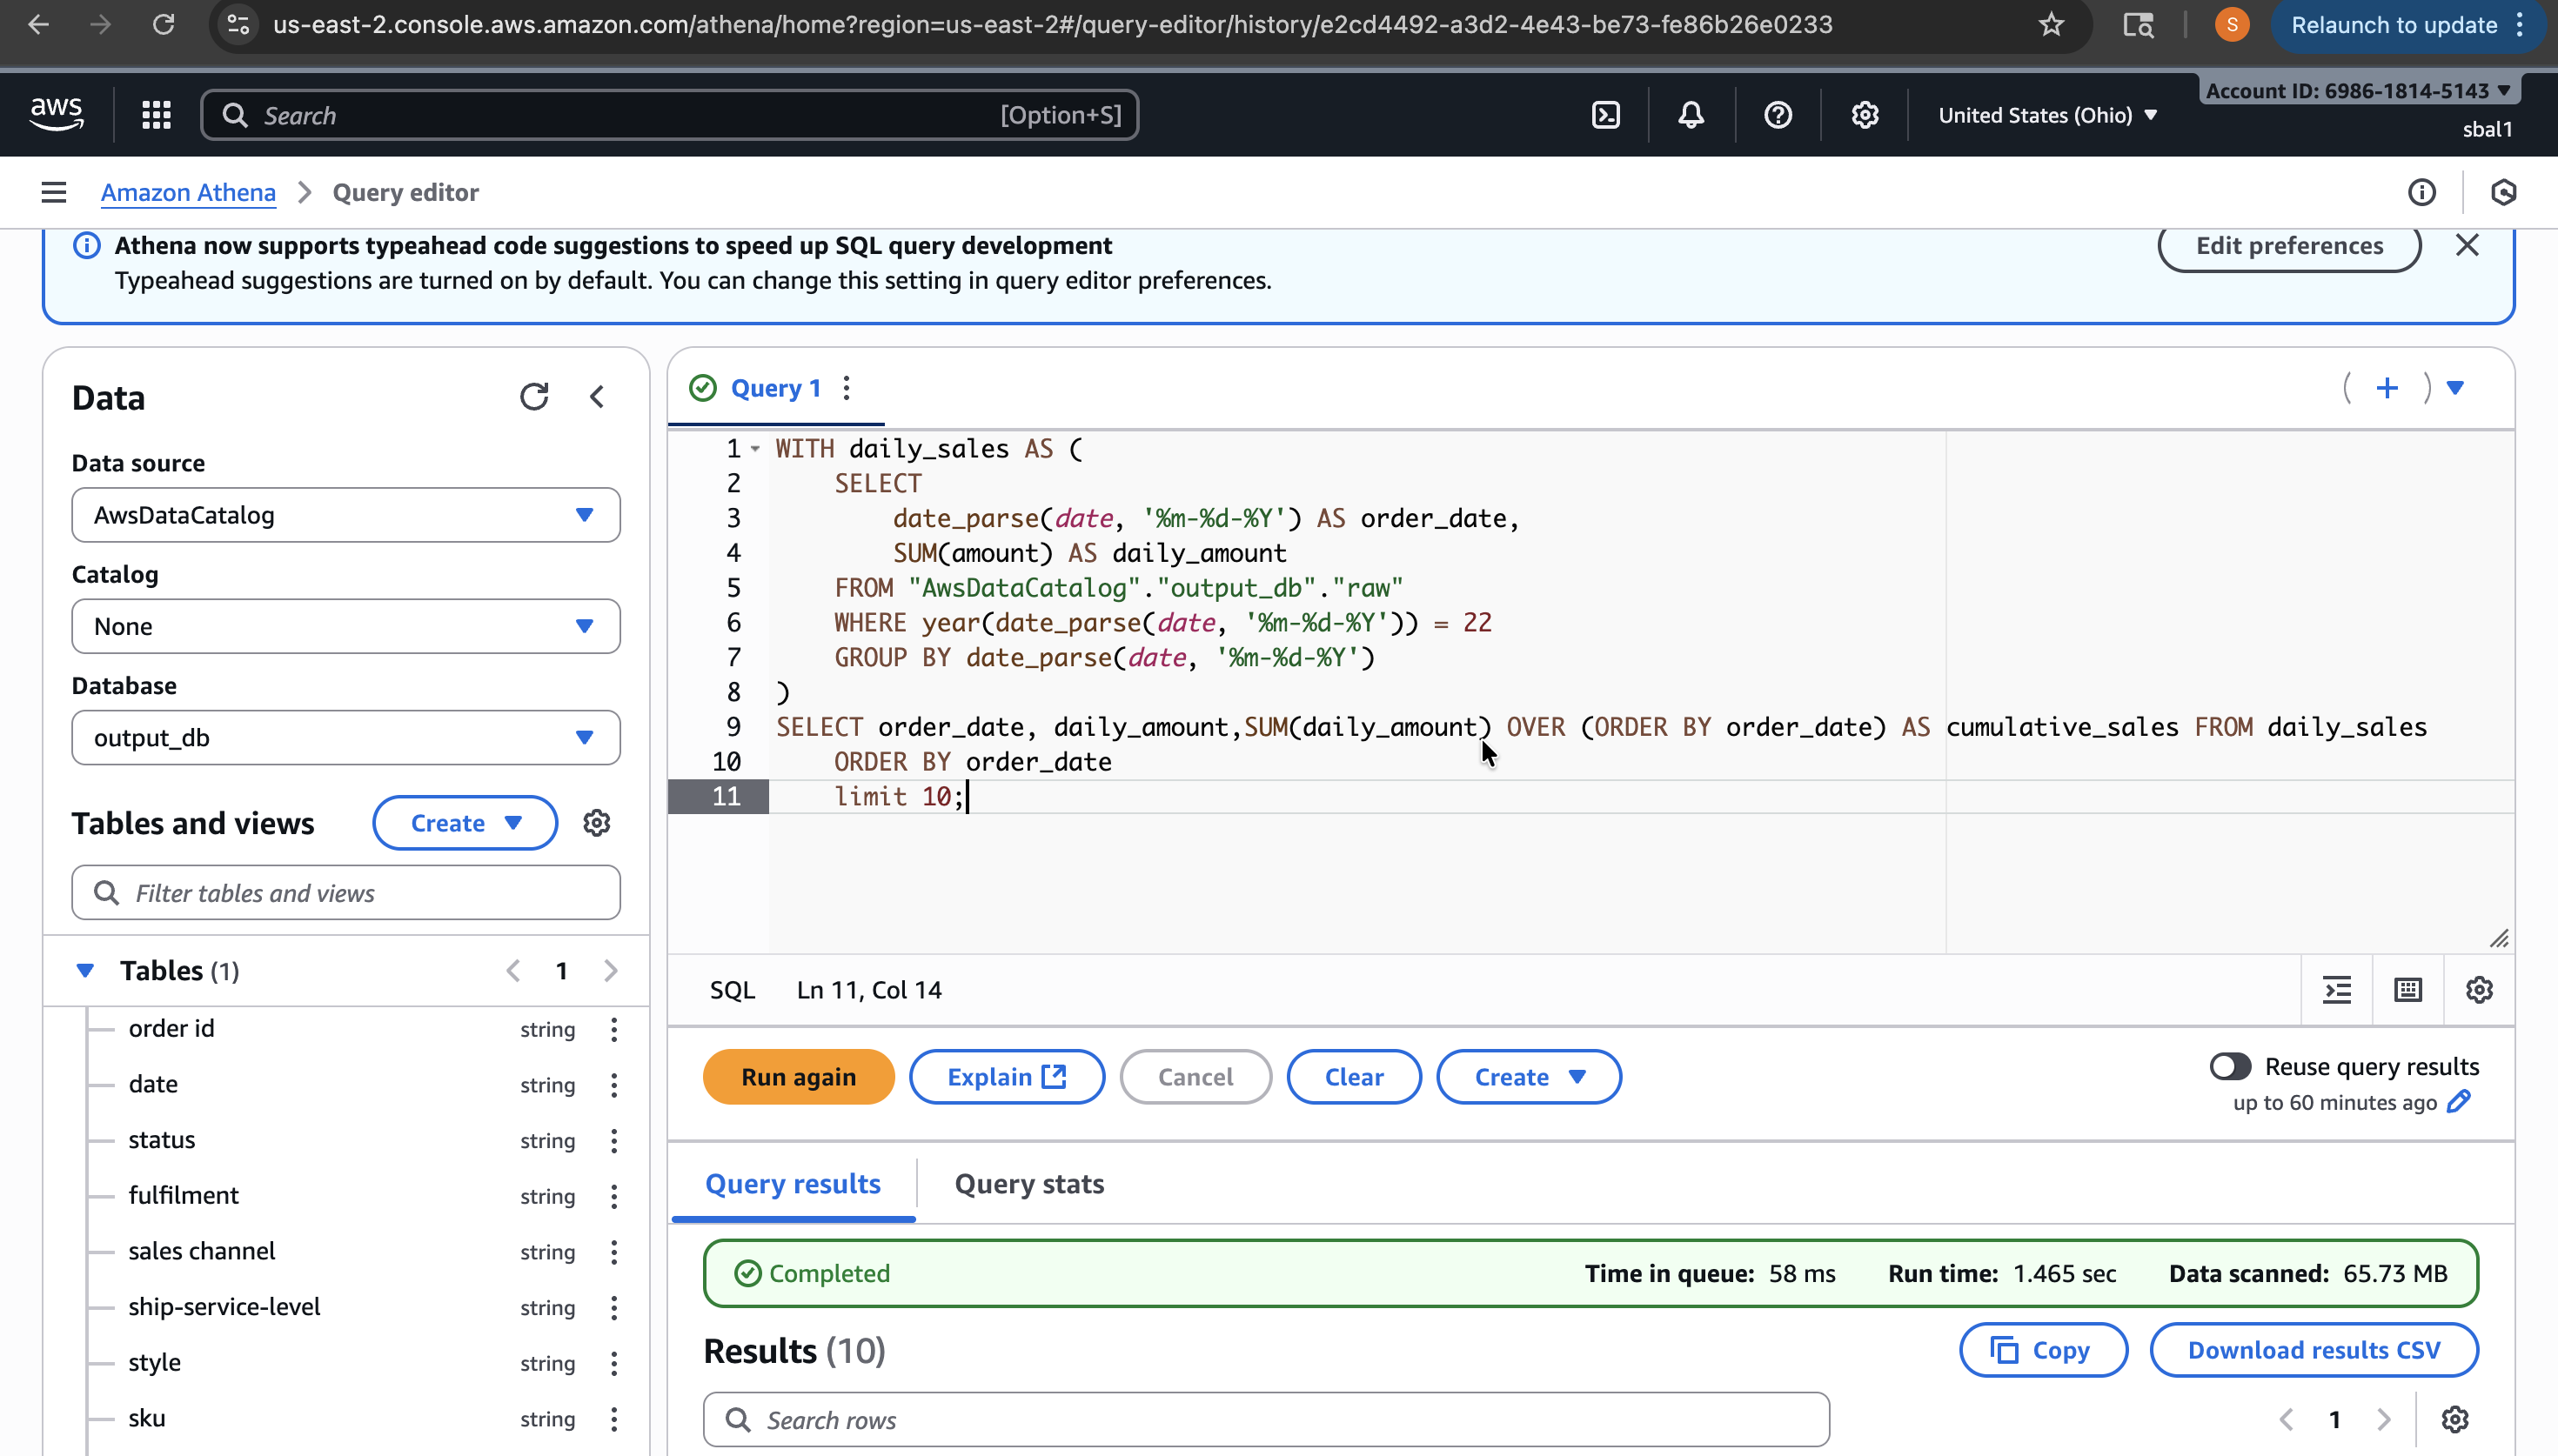 us-east-2.console.aws.amazon.com/athena/home?region=us-east-2#/query-editor/history/e2cd4492-a3d2-4e43-be73-fe86b26e0233
S
Relaunch to update
aws
Search
[Option+S]
United States (Ohio)
Account ID: 6986-1814-5143
sbal1
Amazon Athena
Query editor
Athena now supports typeahead code suggestions to speed up SQL query development
Typeahead suggestions are turned on by default. You can change this setting in query editor preferences.
Edit preferences
Data
Data source
AwsDataCatalog
Catalog
None
Database
output_db
Tables and views
Create
Filter tables and views
Tables (1)
1
order id string
date string
status string
fulfilment string
sales channel string
ship-service-level string
style string
sku string
Query 1
1 WITH daily_sales AS (
2 SELECT
3 date_parse(date, '%m-%d-%Y') AS order_date,
4 SUM(amount) AS daily_amount
5 FROM "AwsDataCatalog"."output_db"."raw"
6 WHERE year(date_parse(date, '%m-%d-%Y')) = 22
7 GROUP BY date_parse(date, '%m-%d-%Y')
8 )
9 SELECT order_date, daily_amount,SUM(daily_amount) OVER (ORDER BY order_date) AS cumulative_sales FROM daily_sales
10 ORDER BY order_date
11 limit 10;
SQL Ln 11, Col 14
Run again
Explain
Cancel
Clear
Create
Reuse query results
up to 60 minutes ago
Query results
Query stats
Completed
Time in queue: 58 ms
Run time: 1.465 sec
Data scanned: 65.73 MB
Results (10)
Copy
Download results CSV
Search rows
1